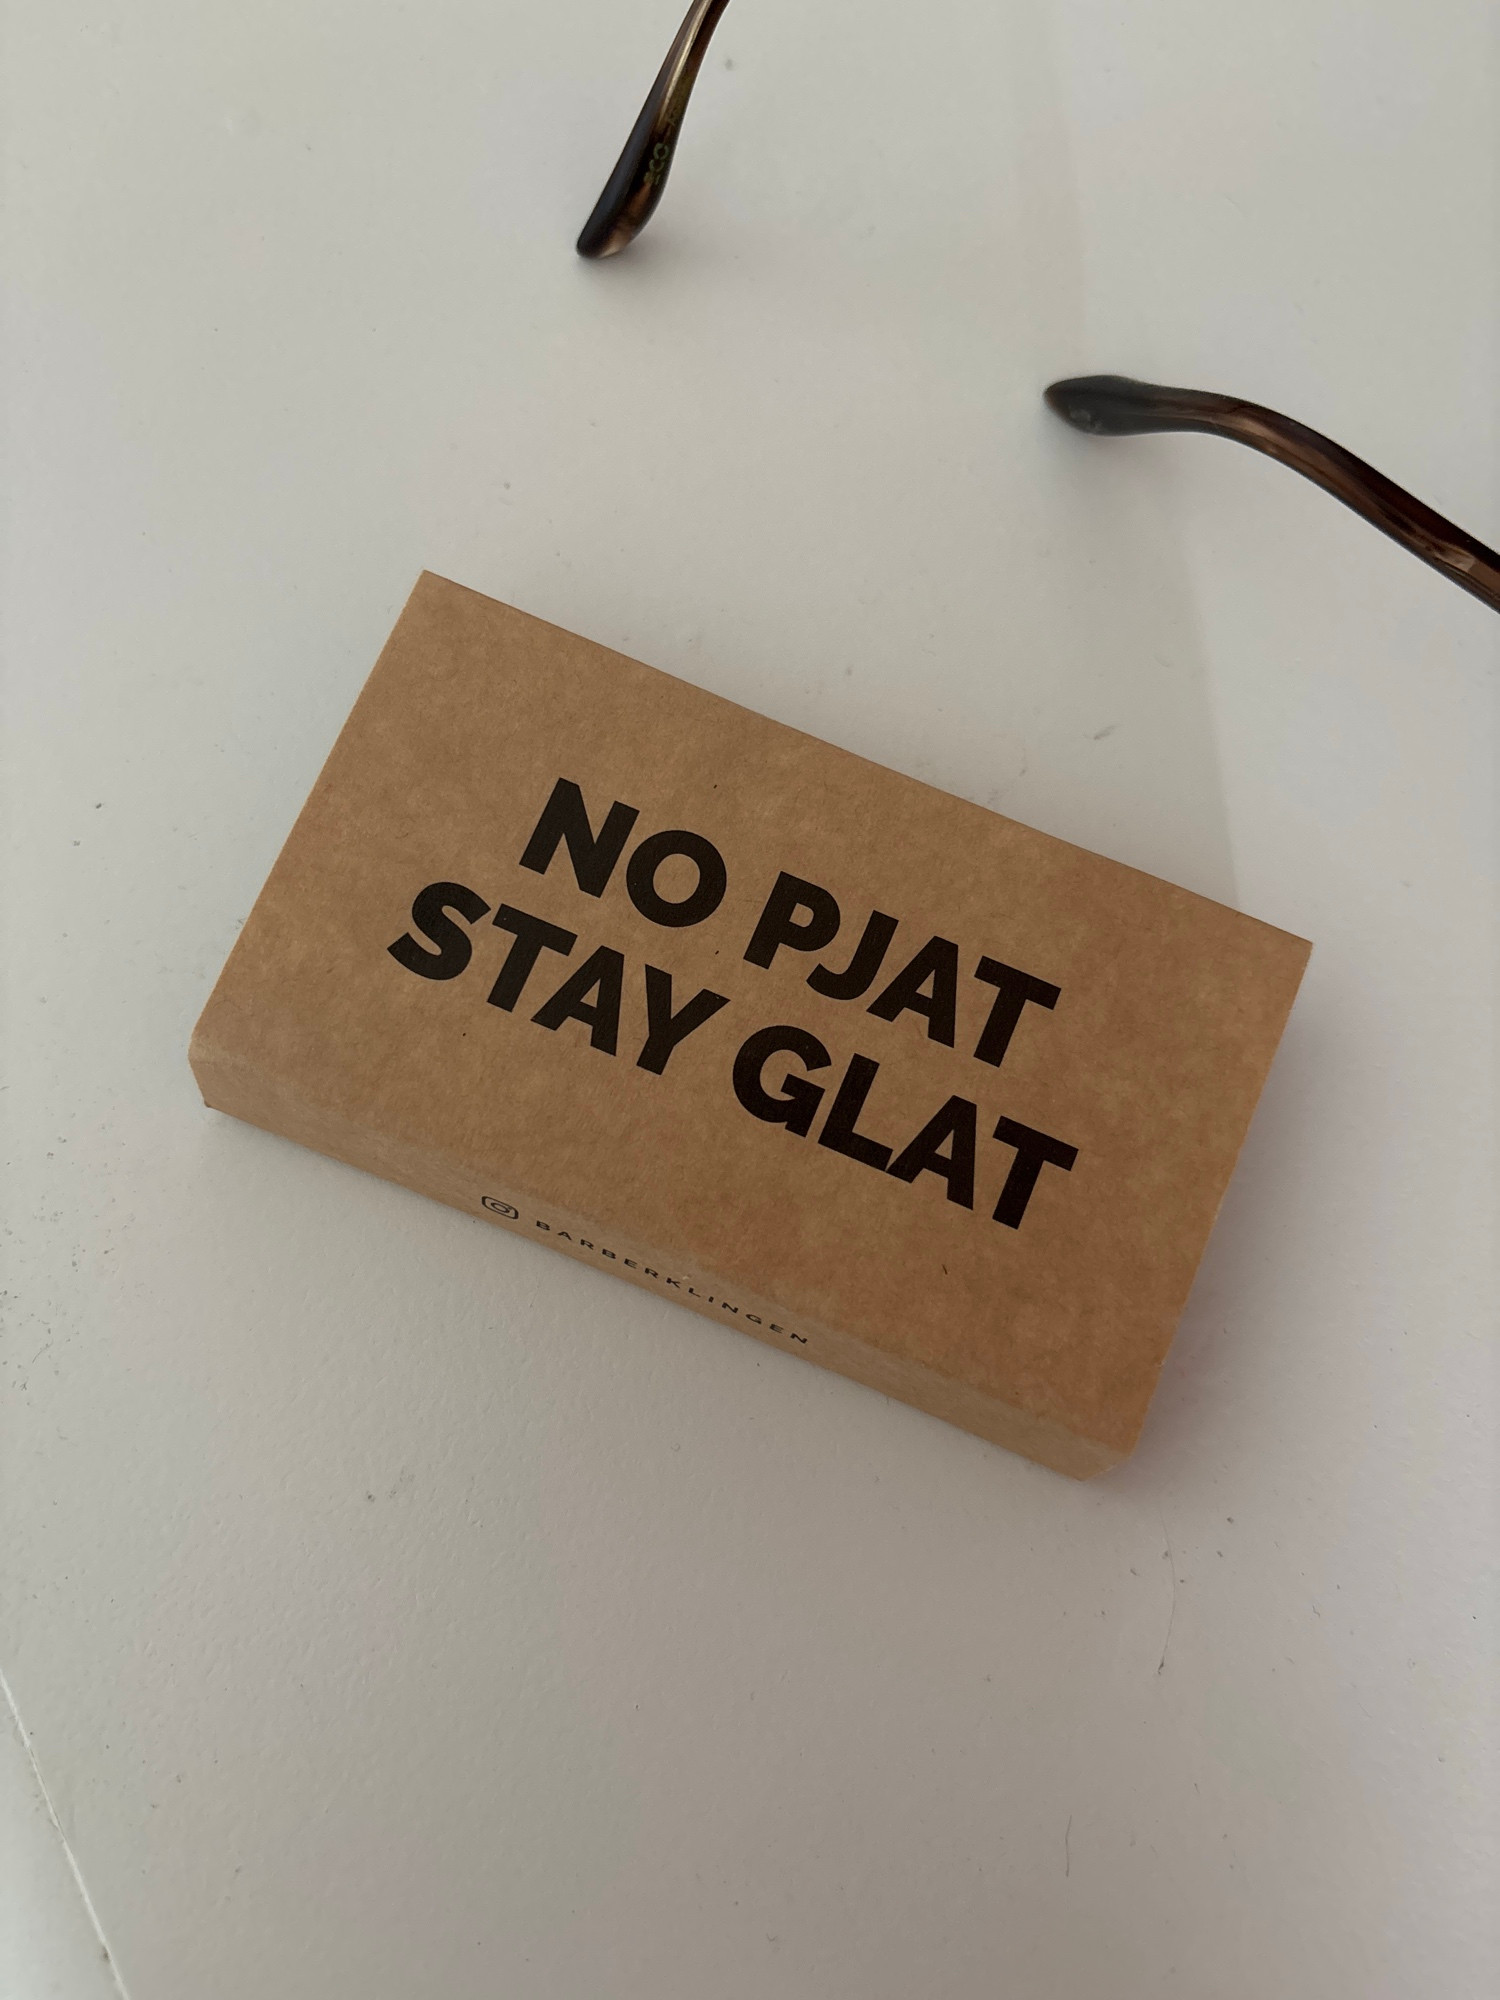 NO PJAT
STAY GLAT
BARBERKLINGEN